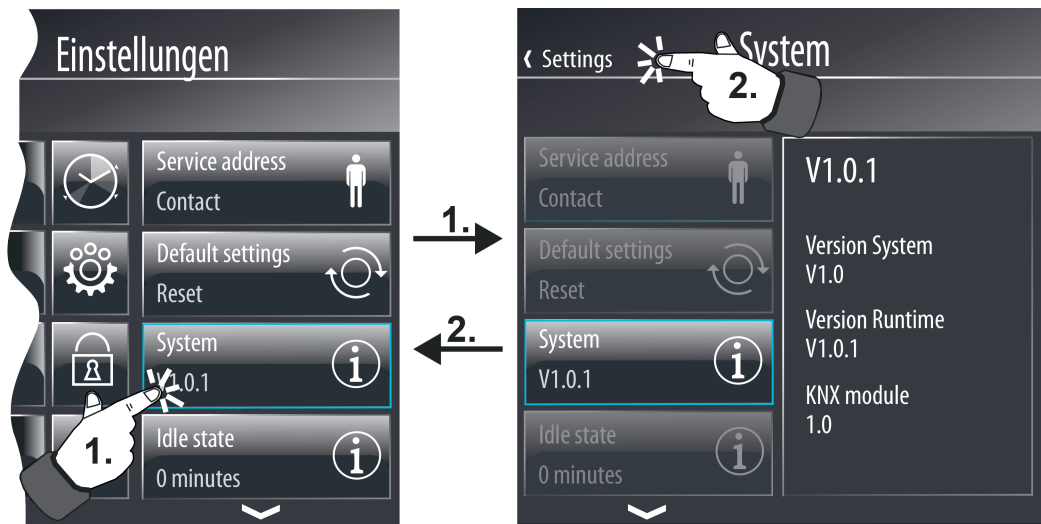 Einstellungen
Service address
Contact
Default settings
Reset
System
V1.0.1
Idle state
0 minutes
1.
1.
2.
‹ Settings
System
2.
Service address
Contact
Default settings
Reset
System
V1.0.1
Idle state
0 minutes
V1.0.1
Version System
V1.0
Version Runtime
V1.0.1
KNX module
1.0